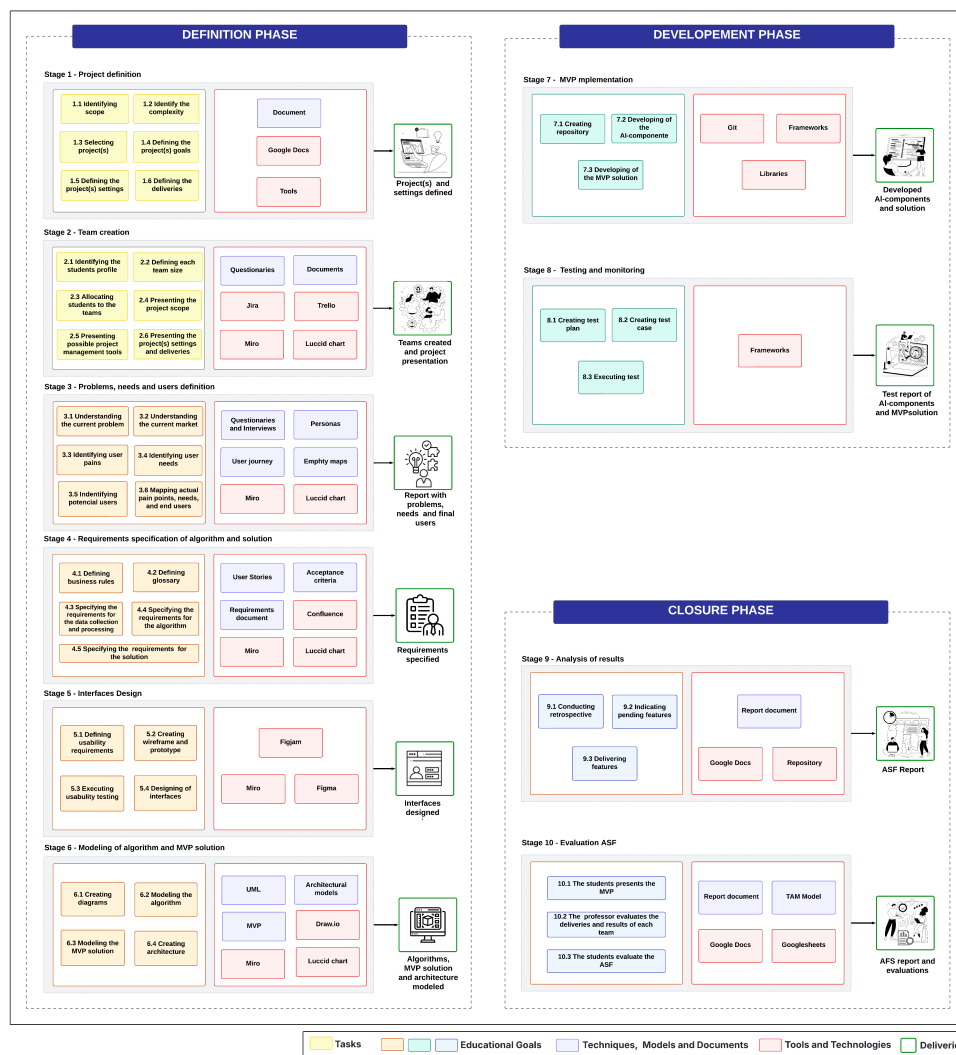 DEFINITION PHASE
Stage 1 - Project definition
1.1 Identifying
scope
1.2 Identify the
complexity
1.3 Selecting
project(s)
1.4 Defining the
project(s) goals
1.5 Defining the
project(s) settings
1.6 Defining the
deliveries
Document
Google Docs
Tools
Project(s) and
settings defined
Stage 2 - Team creation
2.1 Identifying the
students profile
2.2 Defining each
team size
2.3 Allocating
students to the
teams
2.4 Presenting the
project scope
2.5 Presenting
possible project
management tools
2.6 Presenting the
project(s) settings
and deliveries
Questionaries
Documents
Jira
Trello
Miro
Luccid chart
Teams created
and project
presentation
Stage 3 - Problems, needs and users definition
3.1 Understanding
the current problem
3.2 Understanding
the current market
3.3 Identifying user
pains
3.4 Identifying user
needs
3.5 Indentifying
potencial users
3.6 Mapping actual
pain points, needs,
and end users
Questionaries
and Interviews
Personas
User journey
Emphty maps
Miro
Luccid chart
Report with
problems,
needs and final
users
Stage 4 - Requirements specification of algorithm and solution
4.1 Defining
business rules
4.2 Defining
glossary
4.3 Specifying the
requirements for
the data collection
and processing
4.4 Specifying the
requirements for
the algorithm
4.5 Specifying the requirements for
the solution
User Stories
Acceptance
criteria
Requirements
document
Confluence
Miro
Luccid chart
Requirements
specified
Stage 5 - Interfaces Design
5.1 Defining
usability
requirements
5.2 Creating
wireframe and
prototype
5.3 Executing
usabulity testing
5.4 Designing of
interfaces
Figjam
Miro
Figma
Interfaces
designed
Stage 6 - Modeling of algorithm and MVP solution
6.1 Creating
diagrams
6.2 Modeling the
algorithm
6.3 Modeling the
MVP solution
6.4 Creating
architecture
UML
Architectural
models
MVP
Draw.io
Miro
Luccid chart
Algorithms,
MVP solution
and architecture
modeled
DEVELOPEMENT PHASE
Stage 7 - MVP mplementation
7.1 Creating
repository
7.2 Developing of
the
AI-componente
7.3 Developing of
the MVP solution
Git
Frameworks
Libraries
Developed
AI-components
and solution
Stage 8 - Testing and monitoring
8.1 Creating test
plan
8.2 Creating test
case
8.3 Executing test
Frameworks
Test report of
AI-components
and MVPsolution
CLOSURE PHASE
Stage 9 - Analysis of results
9.1 Conducting
retrospective
9.2 Indicating
pending features
9.3 Delivering
features
Report document
Google Docs
Repository
ASF Report
Stage 10 - Evaluation ASF
10.1 The students presents the
MVP
10.2 The professor evaluates the
deliveries and results of each
team
10.3 The students evaluate the
ASF
Report document
TAM Model
Google Docs
Googlesheets
AFS report and
evaluations
Tasks
Educational Goals
Techniques, Models and Documents
Tools and Technologies
Deliverie